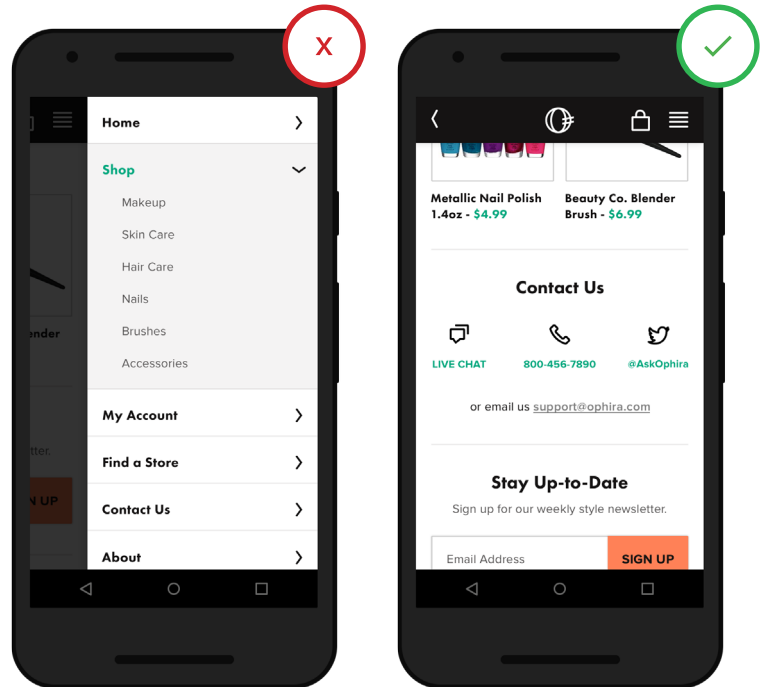 X
Home
Shop
Makeup
Skin Care
Hair Care
Nails
Brushes
Accessories
My Account
Find a Store
Contact Us
About
ender
tter.
N UP
Metallic Nail Polish
1.4oz - $4.99
Beauty Co. Blender
Brush - $6.99
Contact Us
LIVE CHAT
800-456-7890
@AskOphira
or email us support@ophira.com
Stay Up-to-Date
Sign up for our weekly style newsletter.
Email Address
SIGN UP